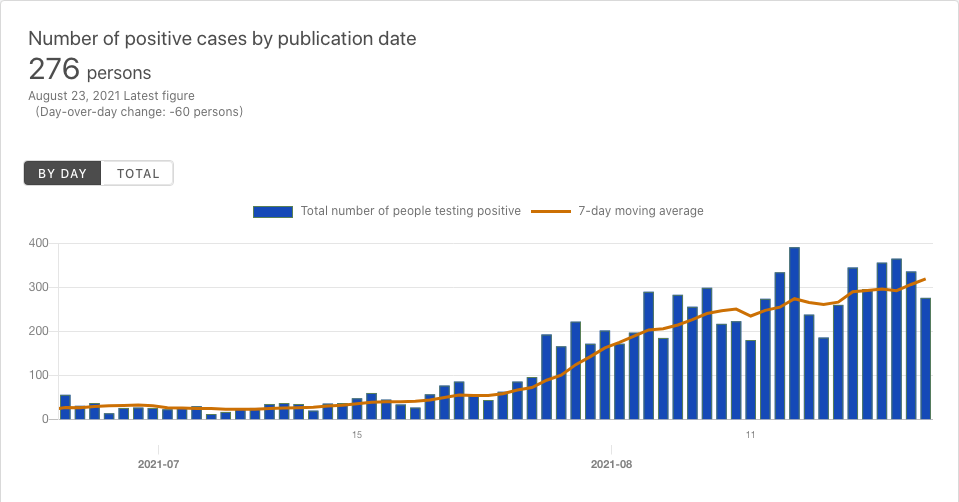 Number of positive cases by publication date
276 persons
August 23, 2021 Latest figure
(Day-over-day change: -60 persons)
BY DAY TOTAL
Total number of people testing positive 7-day moving average
400
300
200
100
0
15 11
2021-07 2021-08